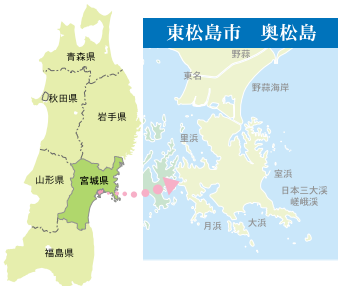 東松島市 奥松島
青森県
秋田県
岩手県
山形県
宮城県
福島県
野蒜
東名
野蒜海岸
里浜
室浜
日本三大渓
嵯峨渓
月浜
大浜